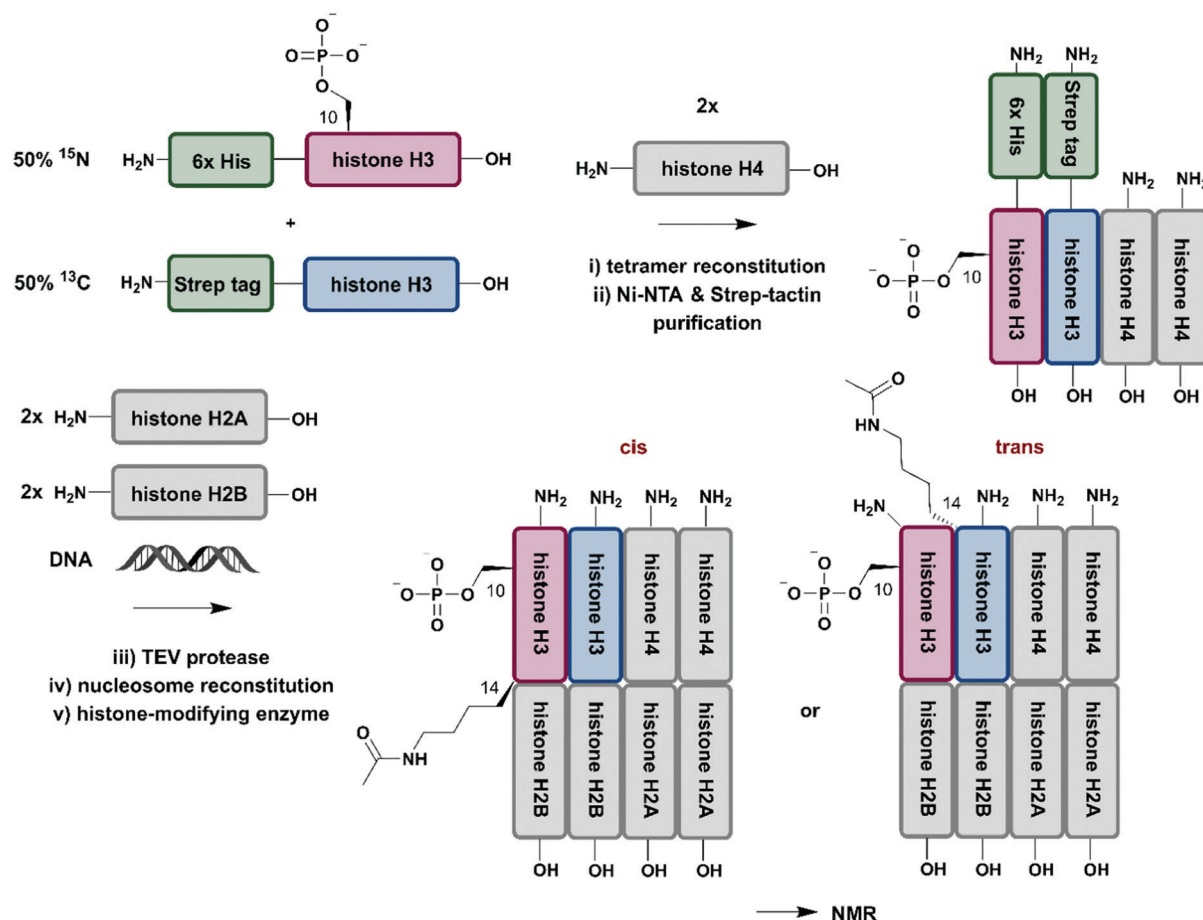 O⁻
O=P-O⁻
O
10
50% ¹⁵N
H₂N
6x His
histone H3
OH
+
50% ¹³C
H₂N
Strep tag
histone H3
OH
2x
H₂N
histone H4
OH
i) tetramer reconstitution
ii) Ni-NTA & Strep-tactin
purification
NH₂
NH₂
6x His
Strep tag
NH₂
NH₂
⁻O
⁻O-P-O
O
10
histone H3
histone H3
histone H4
histone H4
OH
OH
OH
OH
2x H₂N
histone H2A
OH
2x H₂N
histone H2B
OH
DNA
iii) TEV protease
iv) nucleosome reconstitution
v) histone-modifying enzyme
cis
NH₂
NH₂
NH₂
NH₂
⁻O
⁻O-P-O
O
10
histone H3
histone H3
histone H4
histone H4
14
O
NH
histone H2B
histone H2B
histone H2A
histone H2A
OH
OH
OH
OH
or
trans
O
HN
14
H₂N
NH₂
NH₂
NH₂
⁻O
⁻O-P-O
O
10
histone H3
histone H3
histone H4
histone H4
histone H2B
histone H2B
histone H2A
histone H2A
OH
OH
OH
OH
NMR